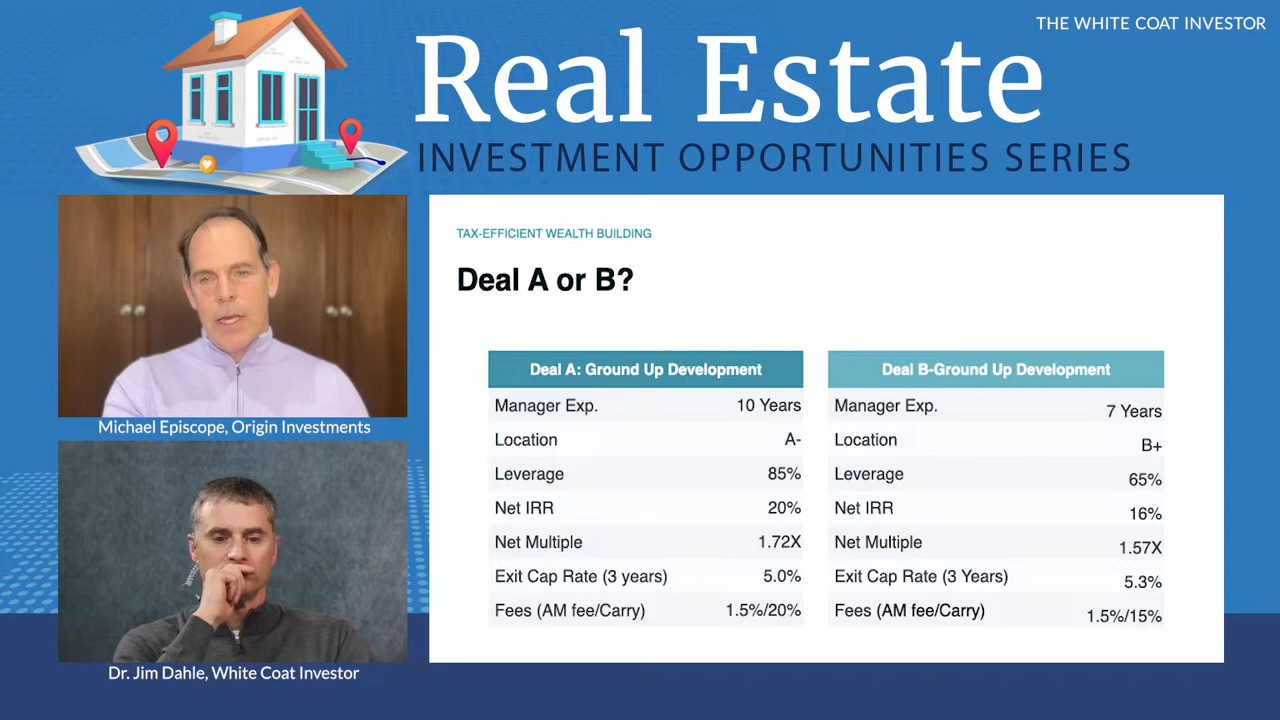 THE WHITE COAT INVESTOR
Real Estate
INVESTMENT OPPORTUNITIES SERIES
Michael Episcope, Origin Investments
Dr. Jim Dahle, White Coat Investor
TAX-EFFICIENT WEALTH BUILDING
Deal A or B?
Deal A: Ground Up Development
Manager Exp. 10 Years
Location A-
Leverage 85%
Net IRR 20%
Net Multiple 1.72X
Exit Cap Rate (3 years) 5.0%
Fees (AM fee/Carry) 1.5%/20%
Deal B-Ground Up Development
Manager Exp. 7 Years
Location B+
Leverage 65%
Net IRR 16%
Net Multiple 1.57X
Exit Cap Rate (3 Years) 5.3%
Fees (AM fee/Carry) 1.5%/15%